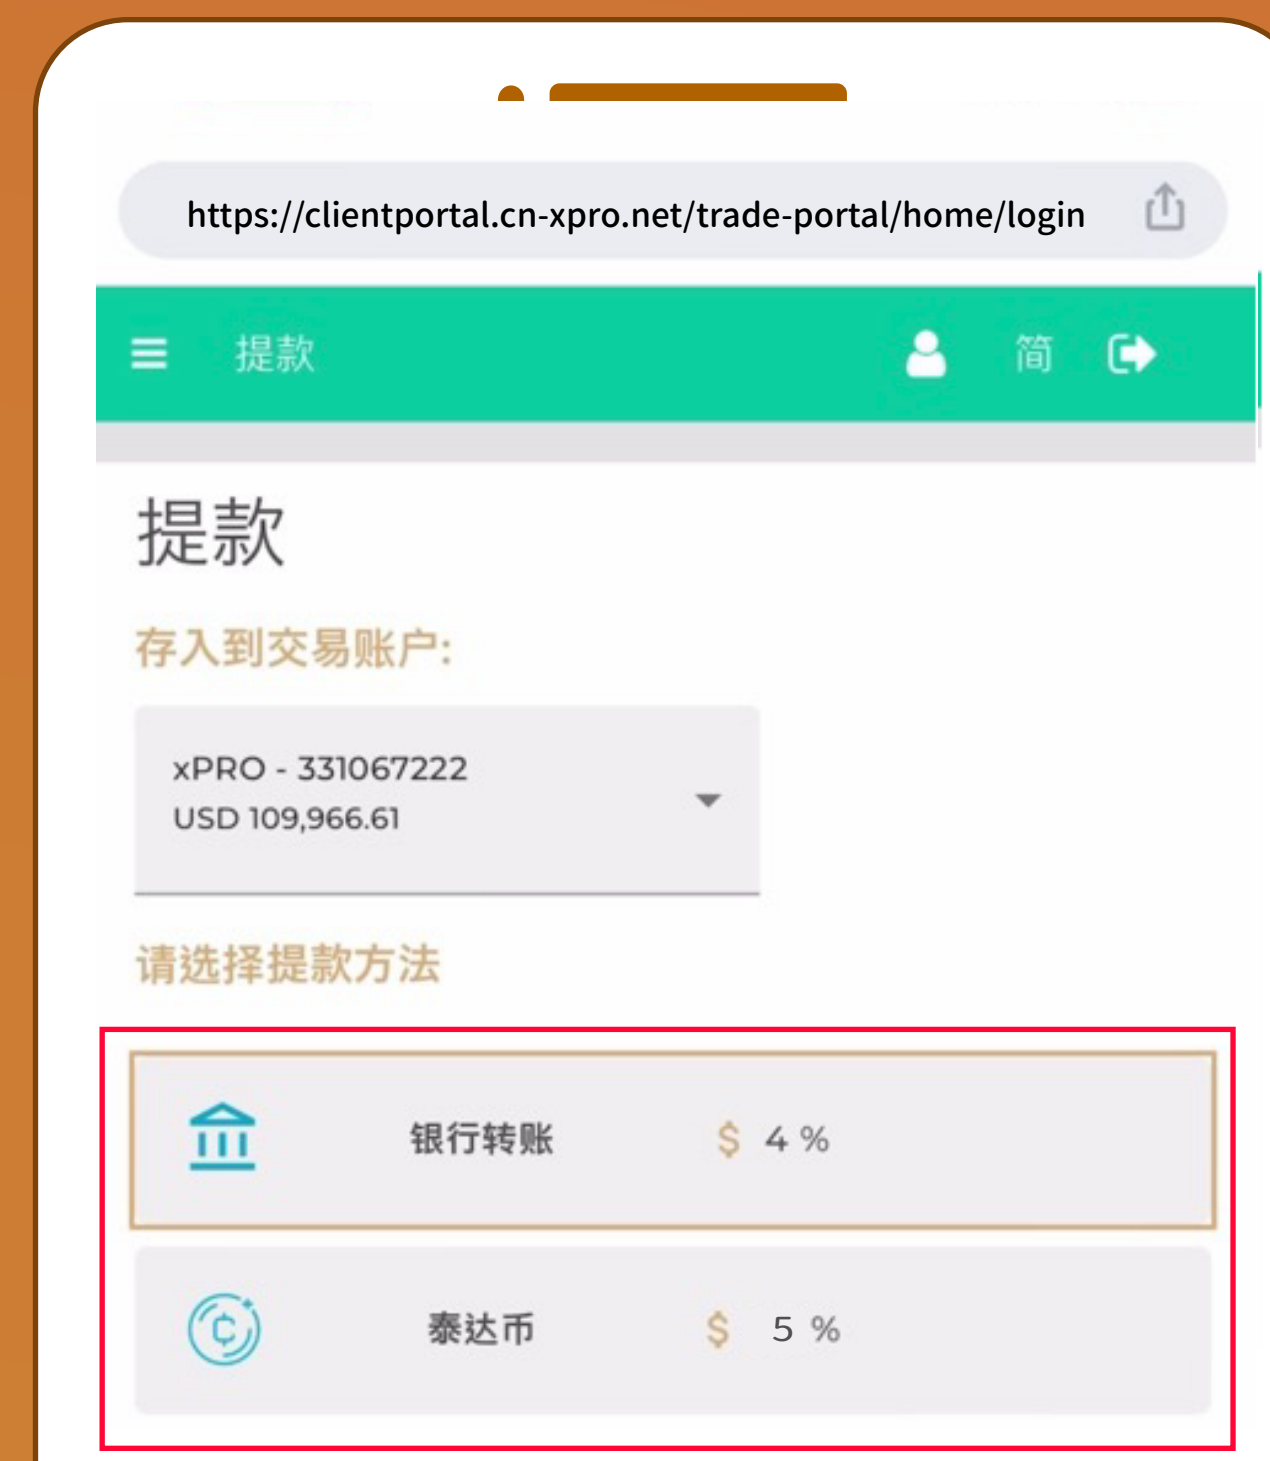 https://clientportal.cn-xpro.net/trade-portal/home/login
提款 简
提款
存入到交易账户:
xPRO - 331067222
USD 109,966.61
请选择提款方法
银行转账 $ 4 %
泰达币 $ 5 %